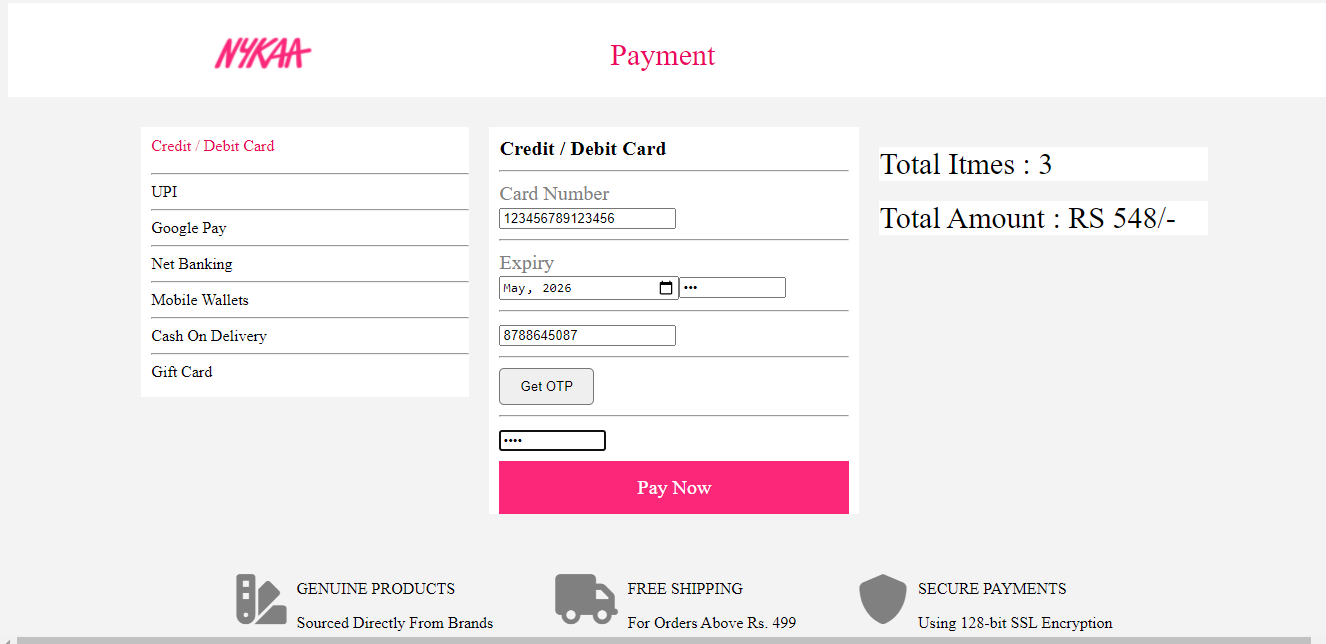 NYKAA
Payment
Credit / Debit Card
UPI
Google Pay
Net Banking
Mobile Wallets
Cash On Delivery
Gift Card
Credit / Debit Card
Card Number
123456789123456
Expiry
May, 2026 •••
8788645087
Get OTP
••••
Pay Now
Total Itmes : 3
Total Amount : RS 548/-
GENUINE PRODUCTS
Sourced Directly From Brands
FREE SHIPPING
For Orders Above Rs. 499
SECURE PAYMENTS
Using 128-bit SSL Encryption